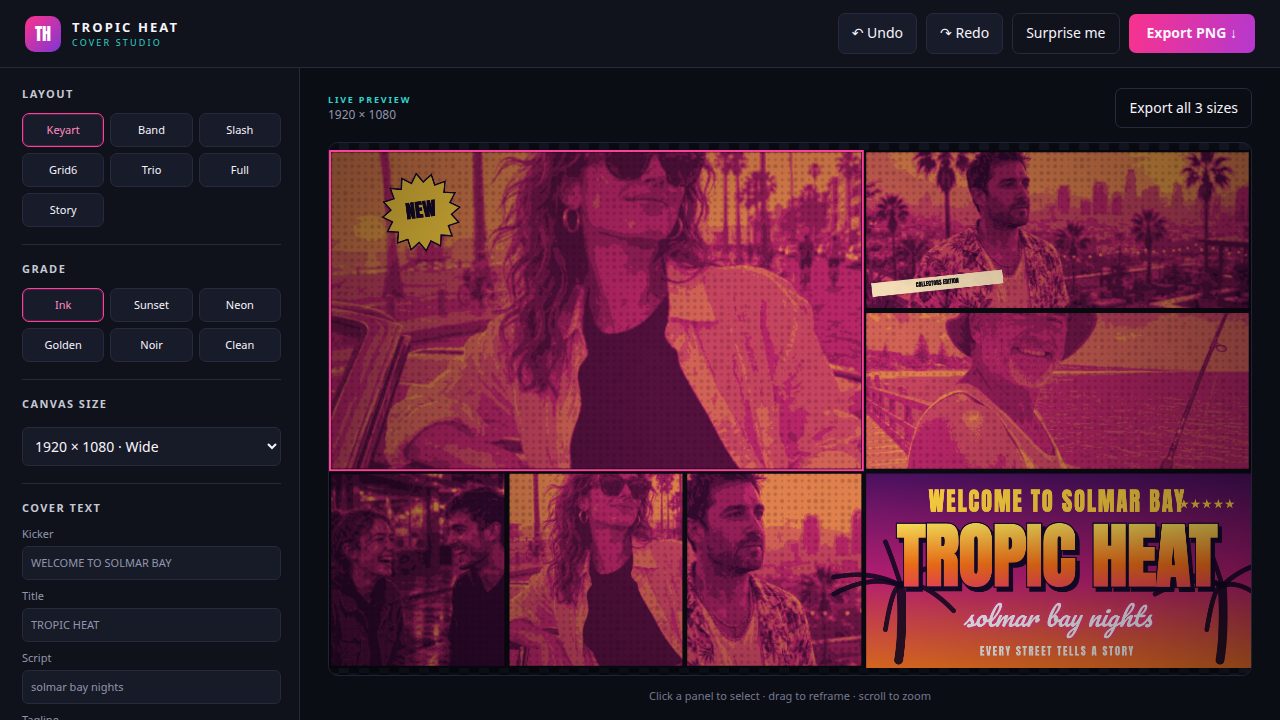 TH
TROPIC HEAT
COVER STUDIO
↶ Undo
↷ Redo
Surprise me
Export PNG ↓
LAYOUT
Keyart
Band
Slash
Grid6
Trio
Full
Story
GRADE
Ink
Sunset
Neon
Golden
Noir
Clean
CANVAS SIZE
1920 × 1080 · Wide
COVER TEXT
Kicker
WELCOME TO SOLMAR BAY
Title
TROPIC HEAT
Script
solmar bay nights
Tagline
LIVE PREVIEW
1920 × 1080
Export all 3 sizes
NEW
COLLECTORS EDITION
WELCOME TO SOLMAR BAY
★★★★★
TROPIC HEAT
solmar bay nights
EVERY STREET TELLS A STORY
Click a panel to select · drag to reframe · scroll to zoom